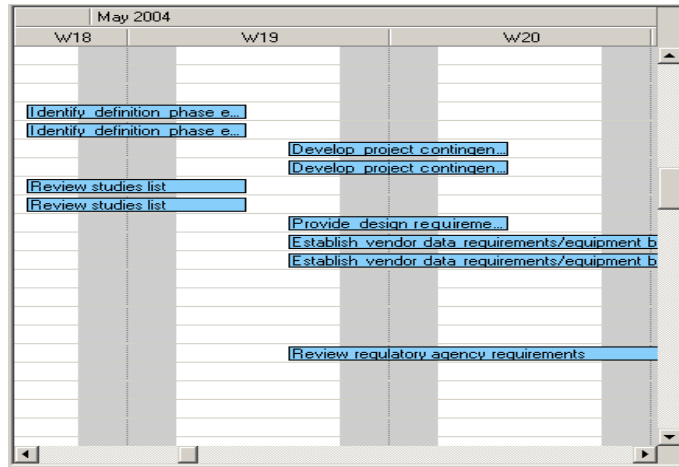 May 2004
W18 W19 W20
Identify definition phase e...
Identify definition phase e...
Develop project contingen...
Develop project contingen...
Review studies list
Review studies list
Provide design requireme...
Establish vendor data requirements/equipment b
Establish vendor data requirements/equipment b
Review regulatory agency requirements